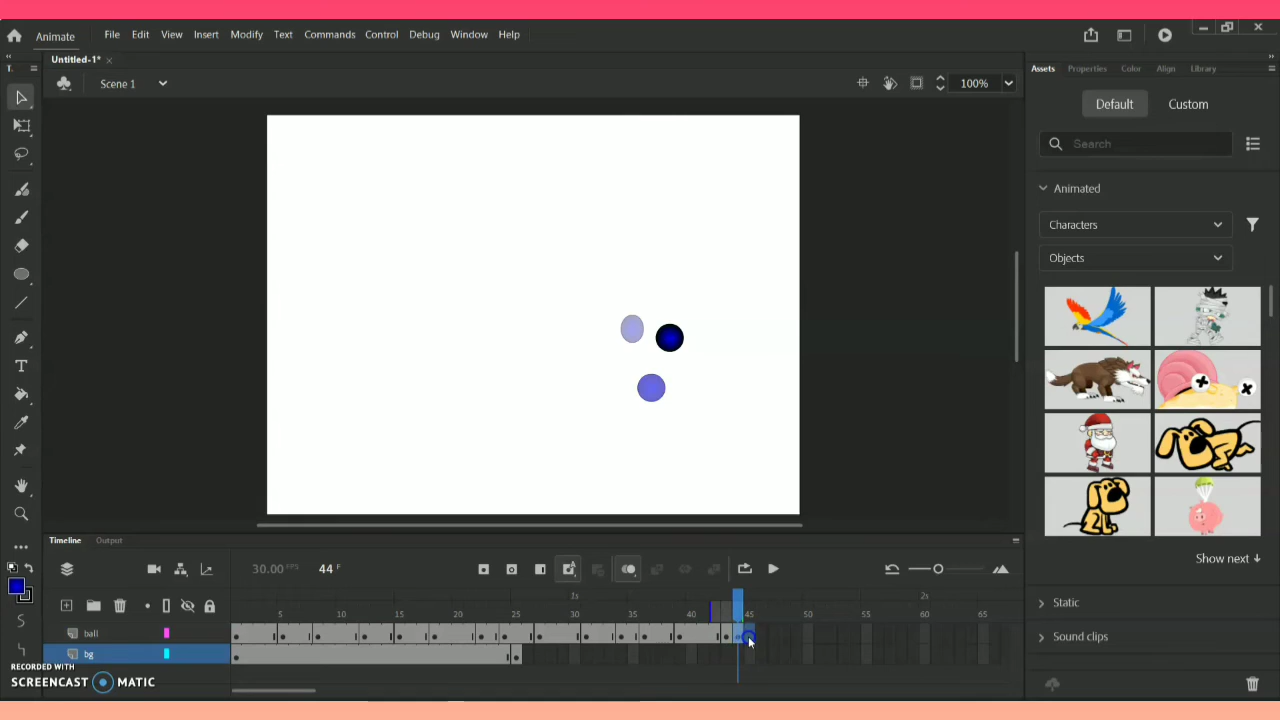 Animate
File Edit View Insert Modify Text Commands Control Debug Window Help
Untitled-1*
T.
Assets Properties Color Align Library
Scene 1
100%
Default Custom
Search
Animated
Characters
Objects
Show next
Static
Sound clips
Timeline Output
30.00 FPS 44 F
1s 2s
5 10 15 20 25 30 35 40 45 50 55 60 65
ball
bg
RECORDED WITH
SCREENCAST MATIC